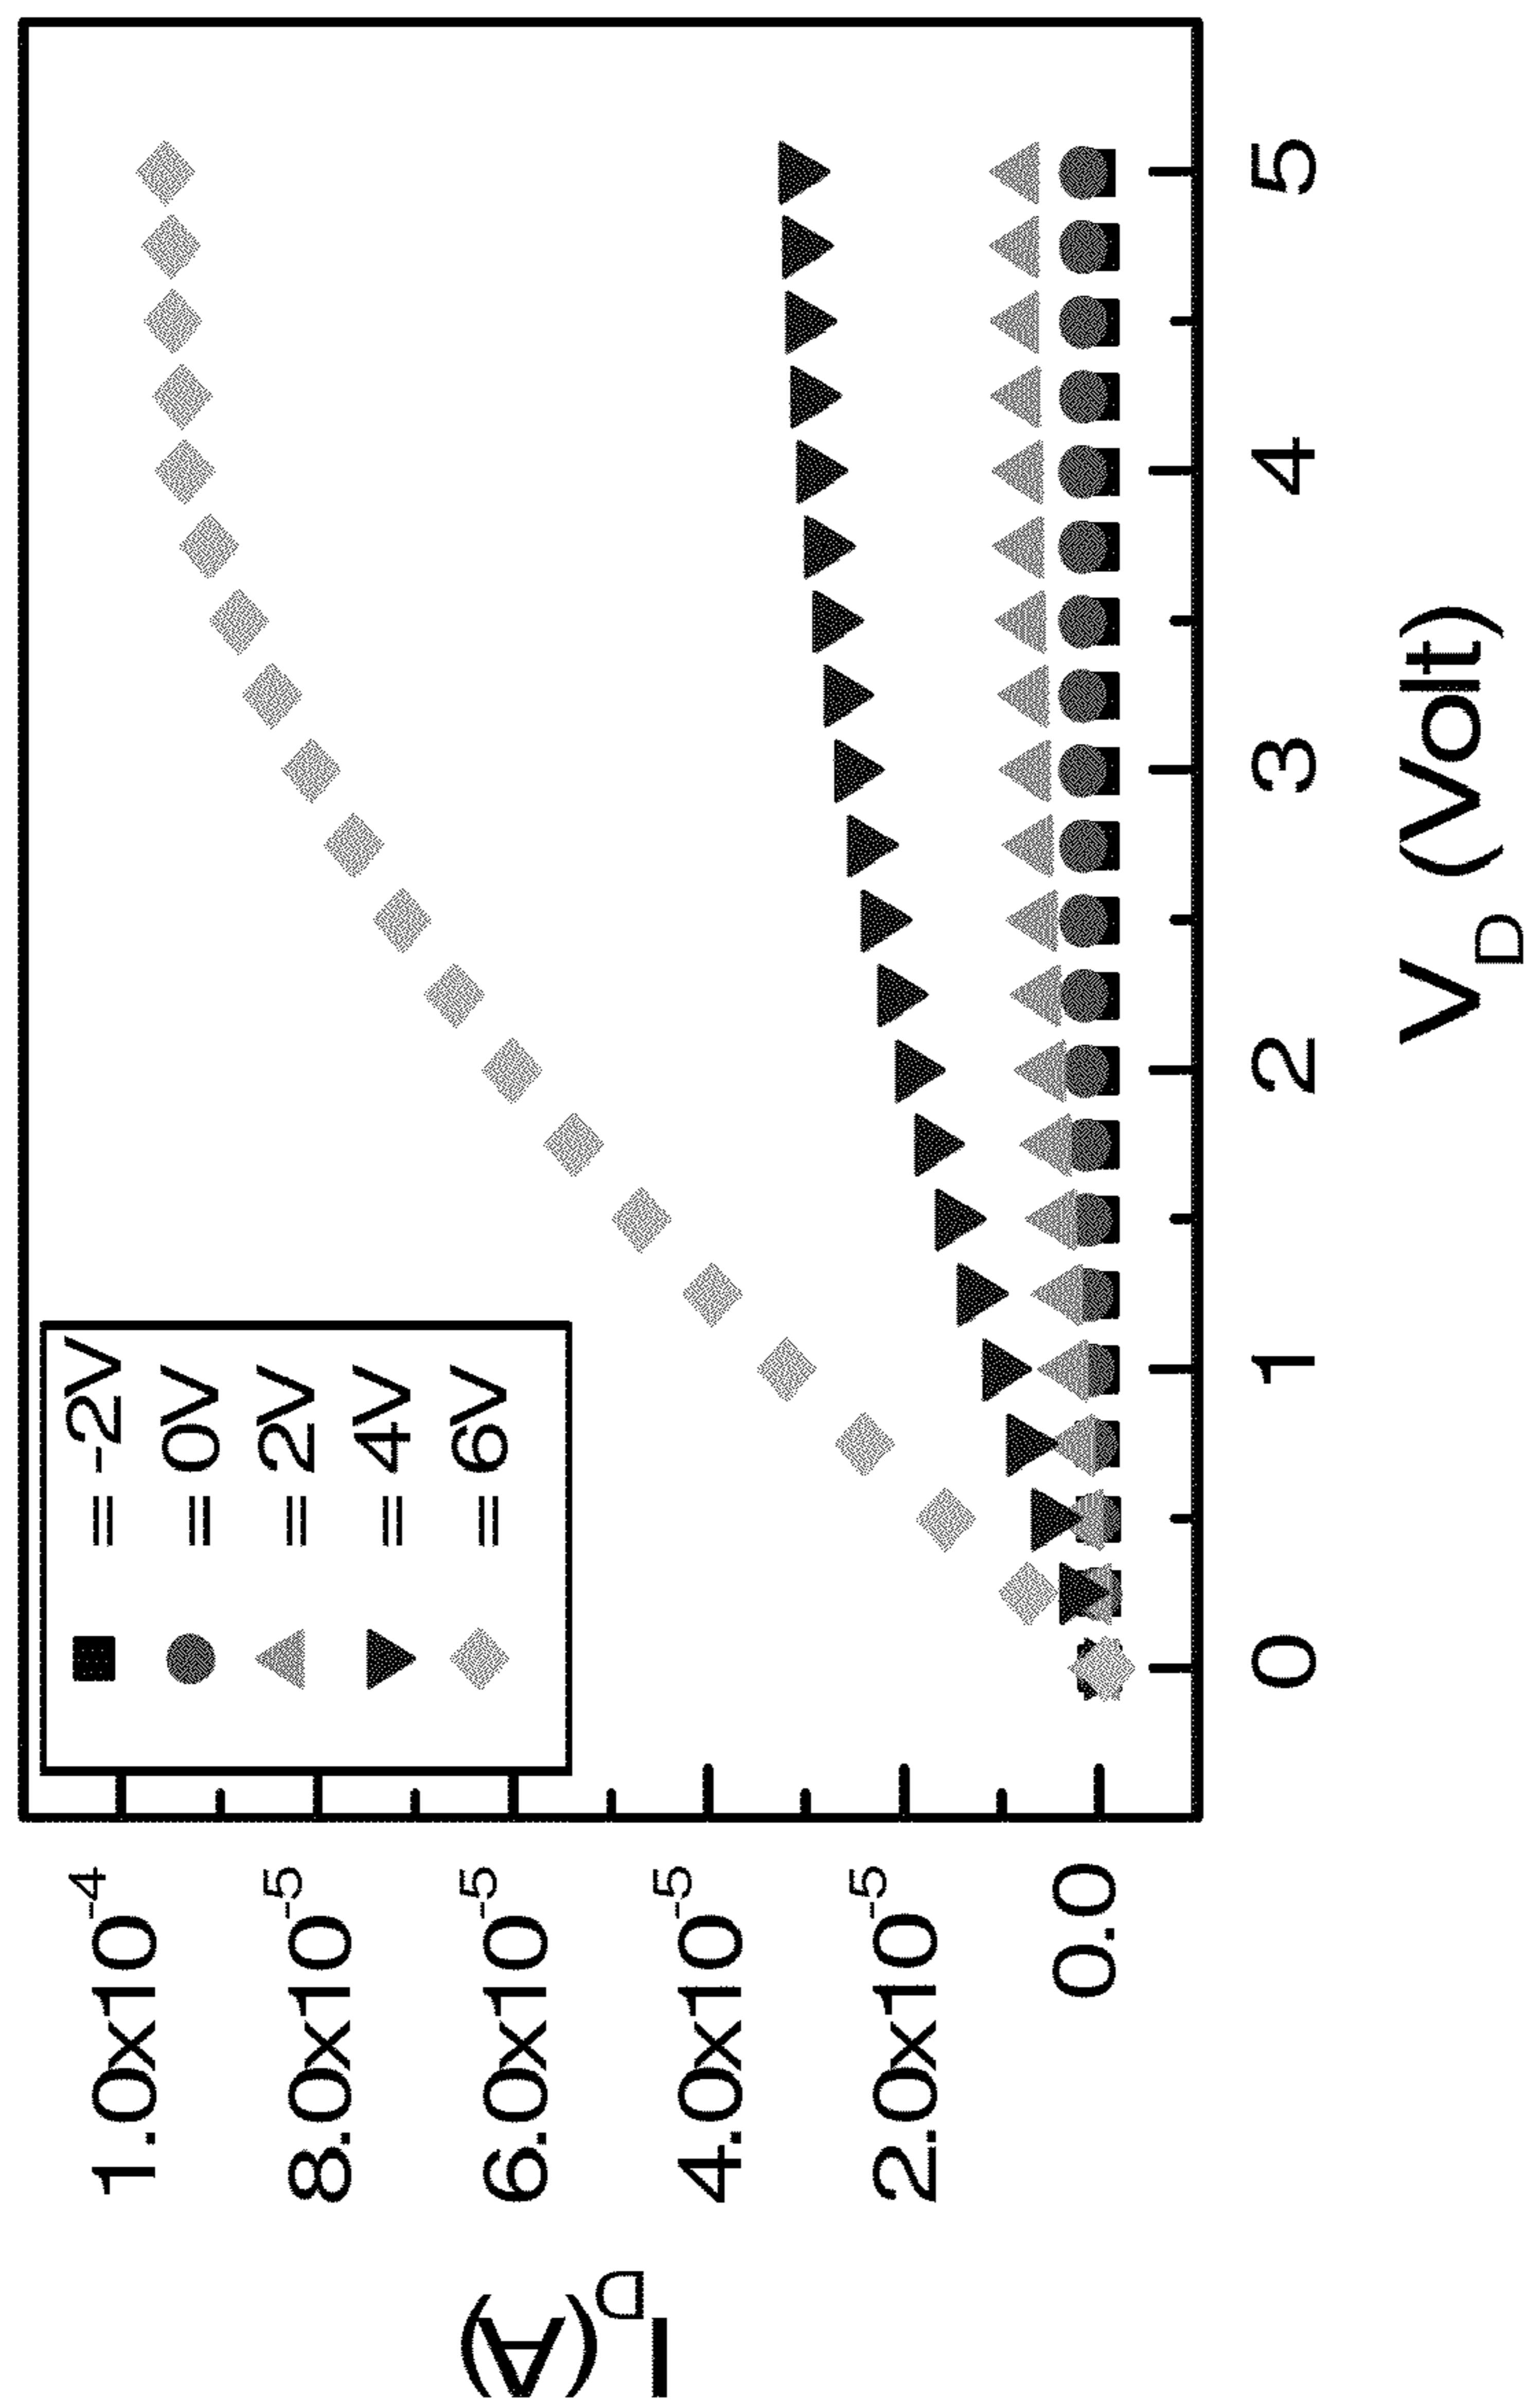 = -2V
= 0V
= 2V
= 4V
= 6V
1.0x10⁻⁴
8.0x10⁻⁵
6.0x10⁻⁵
4.0x10⁻⁵
2.0x10⁻⁵
0.0
I_D(A)
0 1 2 3 4 5
V_D (Volt)